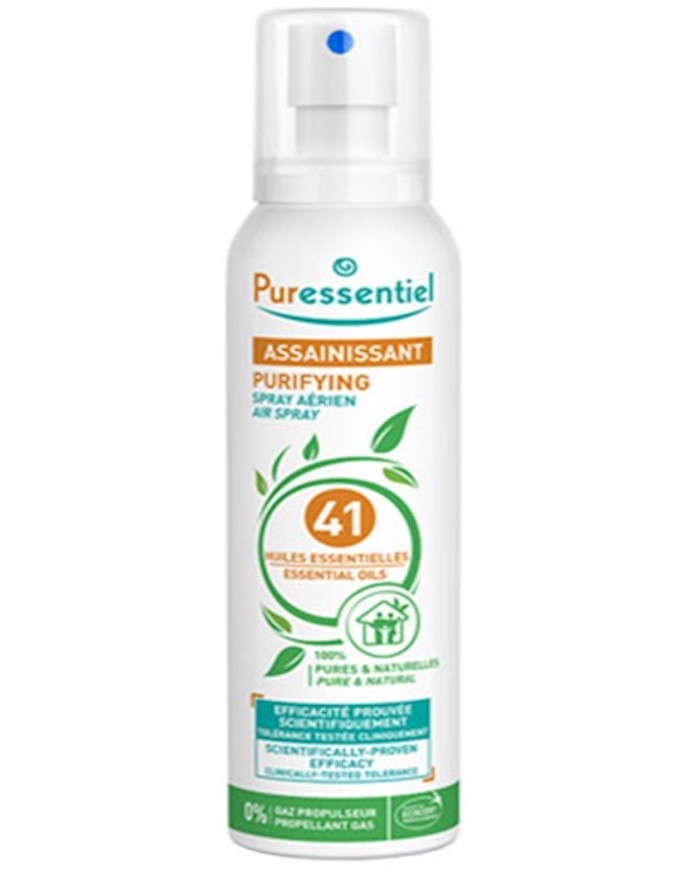 Puressentiel
ASSAINISSANT
PURIFYING
SPRAY AÉRIEN
AIR SPRAY
41
HUILES ESSENTIELLES
ESSENTIAL OILS
100%
PURES & NATURELLES
PURE & NATURAL
EFFICACITÉ PROUVÉE
SCIENTIFIQUEMENT
TOLÉRANCE TESTÉE CLINIQUEMENT
SCIENTIFICALLY-PROVEN
EFFICACY
CLINICALLY-TESTED TOLERANCE
0% GAZ PROPULSEUR
PROPELLANT GAS